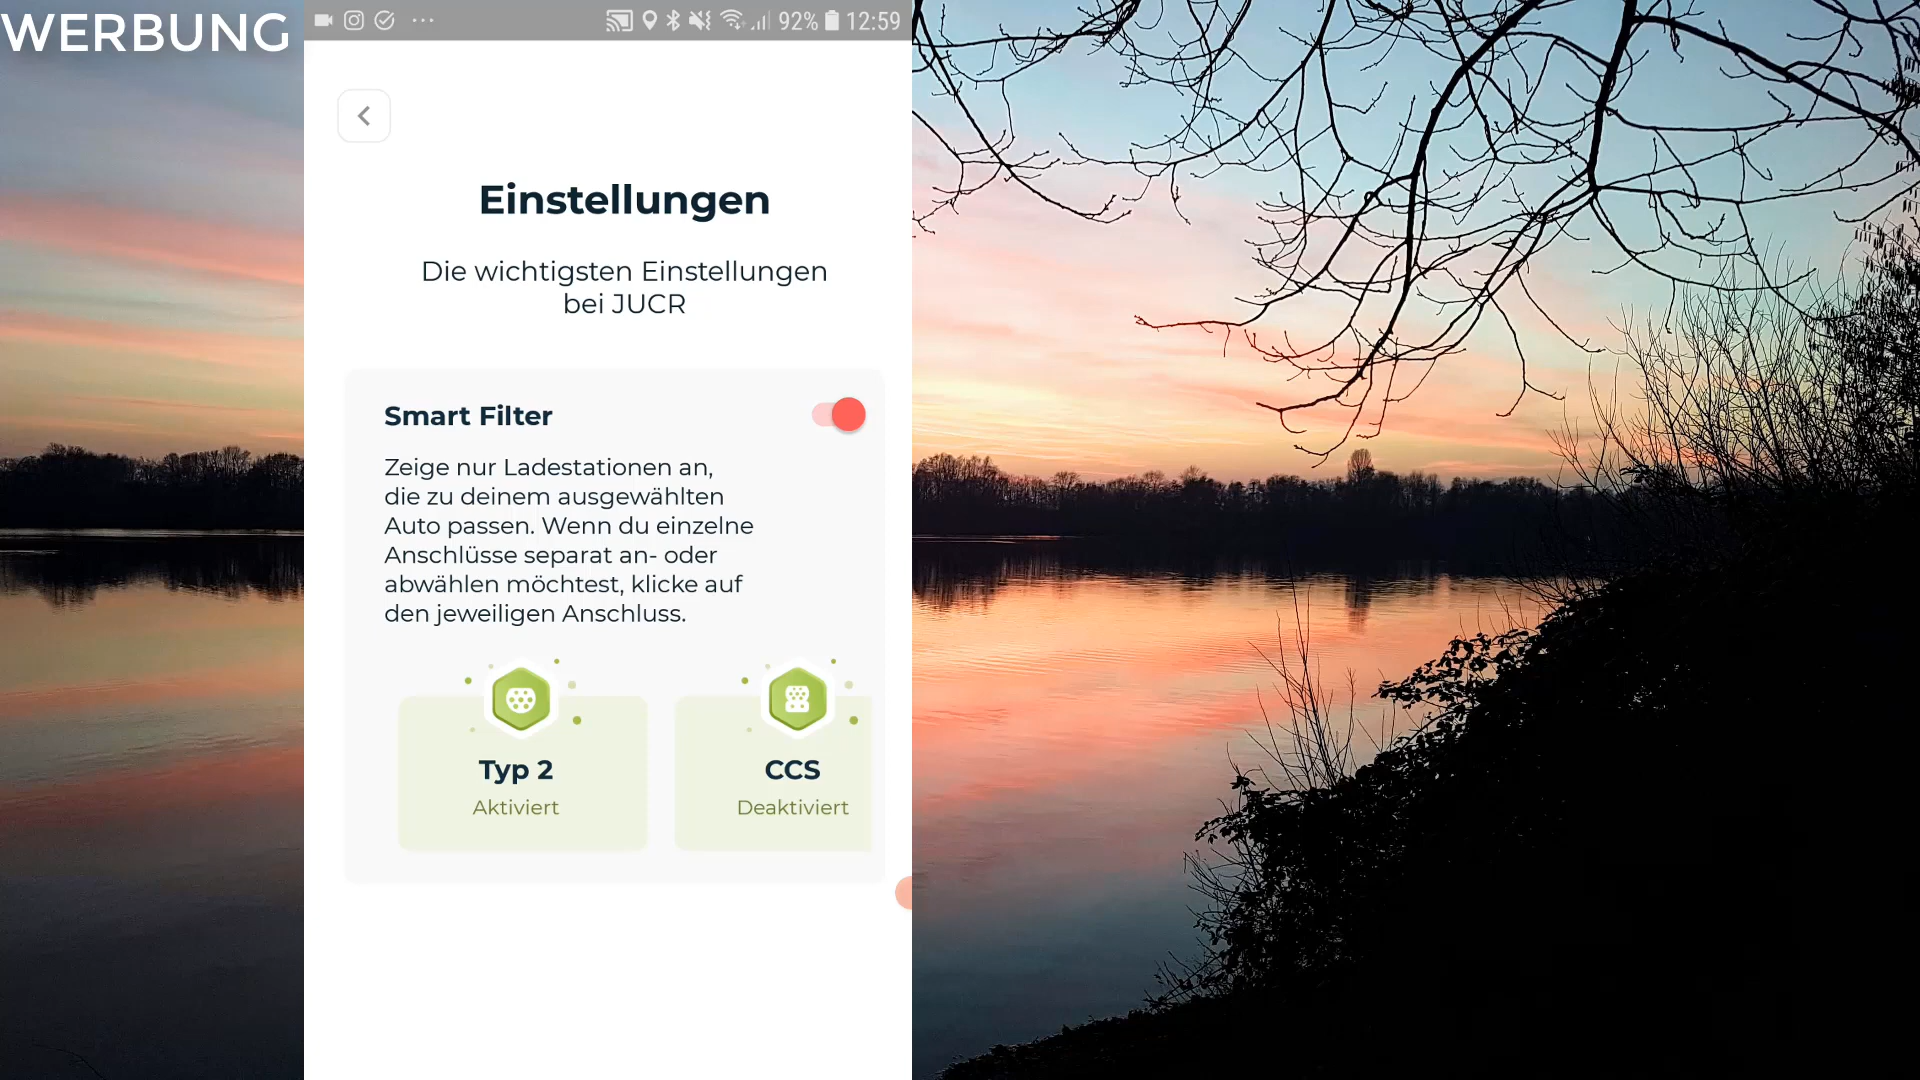 WERBUNG
92% 12:59
Einstellungen
Die wichtigsten Einstellungen
bei JUCR
Smart Filter
Zeige nur Ladestationen an,
die zu deinem ausgewählten
Auto passen. Wenn du einzelne
Anschlüsse separat an- oder
abwählen möchtest, klicke auf
den jeweiligen Anschluss.
Typ 2
Aktiviert
CCS
Deaktiviert